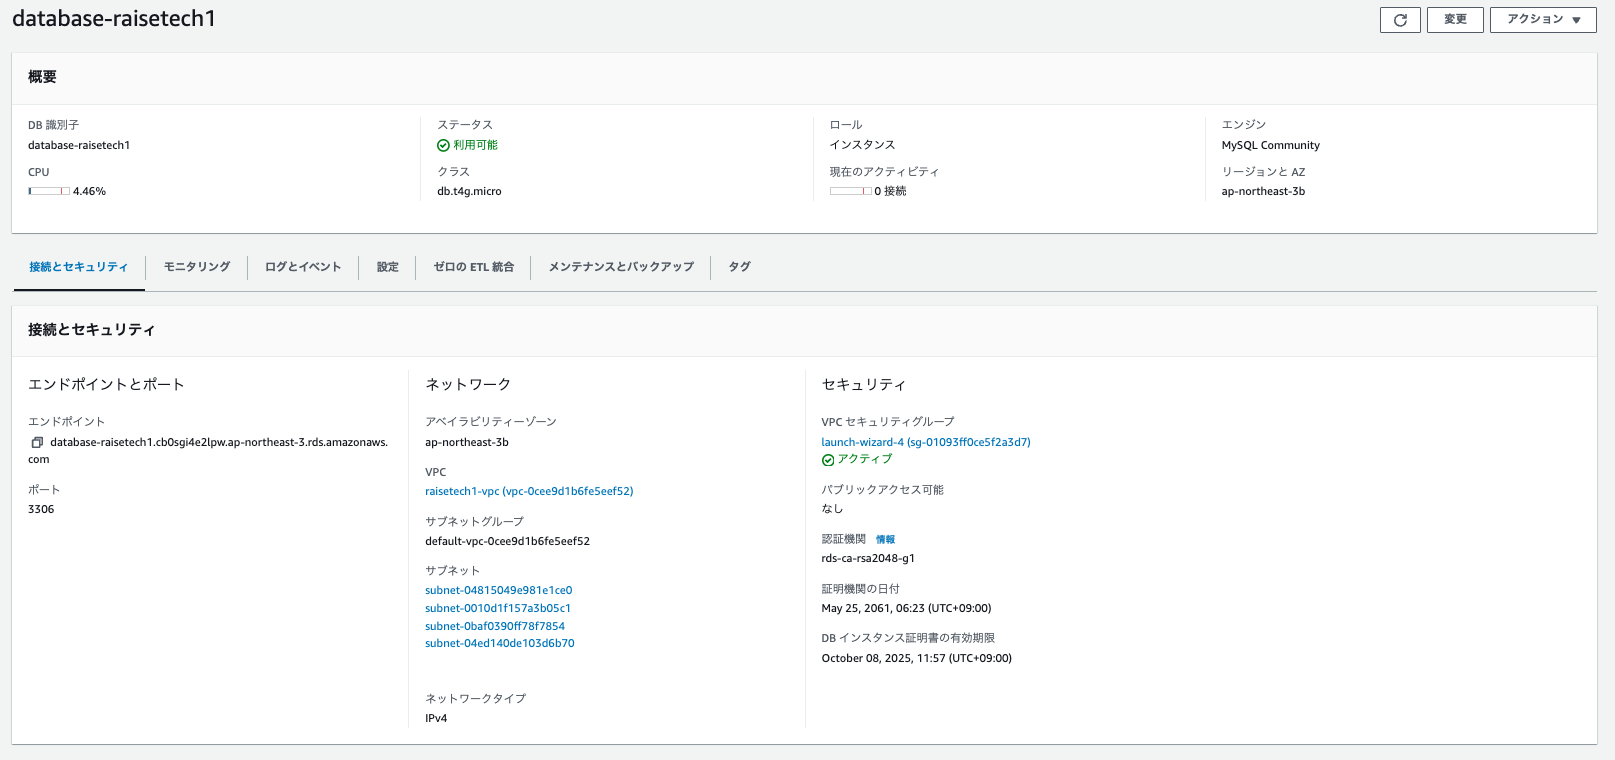 database-raisetech1
変更
アクション ▼
概要
DB 識別子
database-raisetech1
CPU
4.46%
ステータス
利用可能
クラス
db.t4g.micro
ロール
インスタンス
現在のアクティビティ
0 接続
エンジン
MySQL Community
リージョンと AZ
ap-northeast-3b
接続とセキュリティ
モニタリング
ログとイベント
設定
ゼロの ETL 統合
メンテナンスとバックアップ
タグ
接続とセキュリティ
エンドポイントとポート
エンドポイント
database-raisetech1.cb0sgi4e2lpw.ap-northeast-3.rds.amazonaws.
com
ポート
3306
ネットワーク
アベイラビリティーゾーン
ap-northeast-3b
VPC
raisetech1-vpc (vpc-0cee9d1b6fe5eef52)
サブネットグループ
default-vpc-0cee9d1b6fe5eef52
サブネット
subnet-04815049e981e1ce0
subnet-0010d1f157a3b05c1
subnet-0baf0390ff78f7854
subnet-04ed140de103d6b70
ネットワークタイプ
IPv4
セキュリティ
VPC セキュリティグループ
launch-wizard-4 (sg-01093ff0ce5f2a3d7)
アクティブ
パブリックアクセス可能
なし
認証機関 情報
rds-ca-rsa2048-g1
証明機関の日付
May 25, 2061, 06:23 (UTC+09:00)
DB インスタンス証明書の有効期限
October 08, 2025, 11:57 (UTC+09:00)